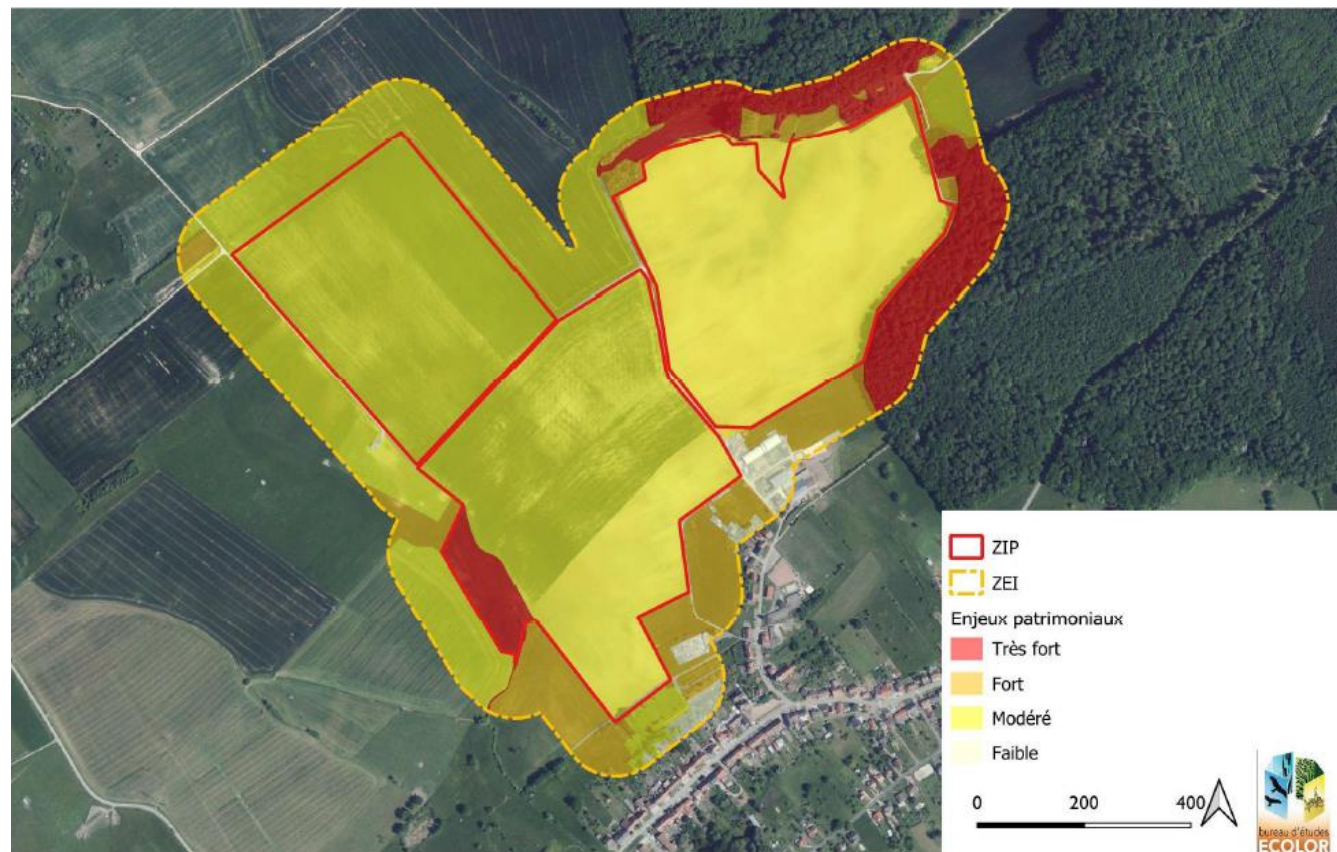 ZIP
ZEI
Enjeux patrimoniaux
Très fort
Fort
Modéré
Faible
0 200 400
bureau d'études
ECOLOR